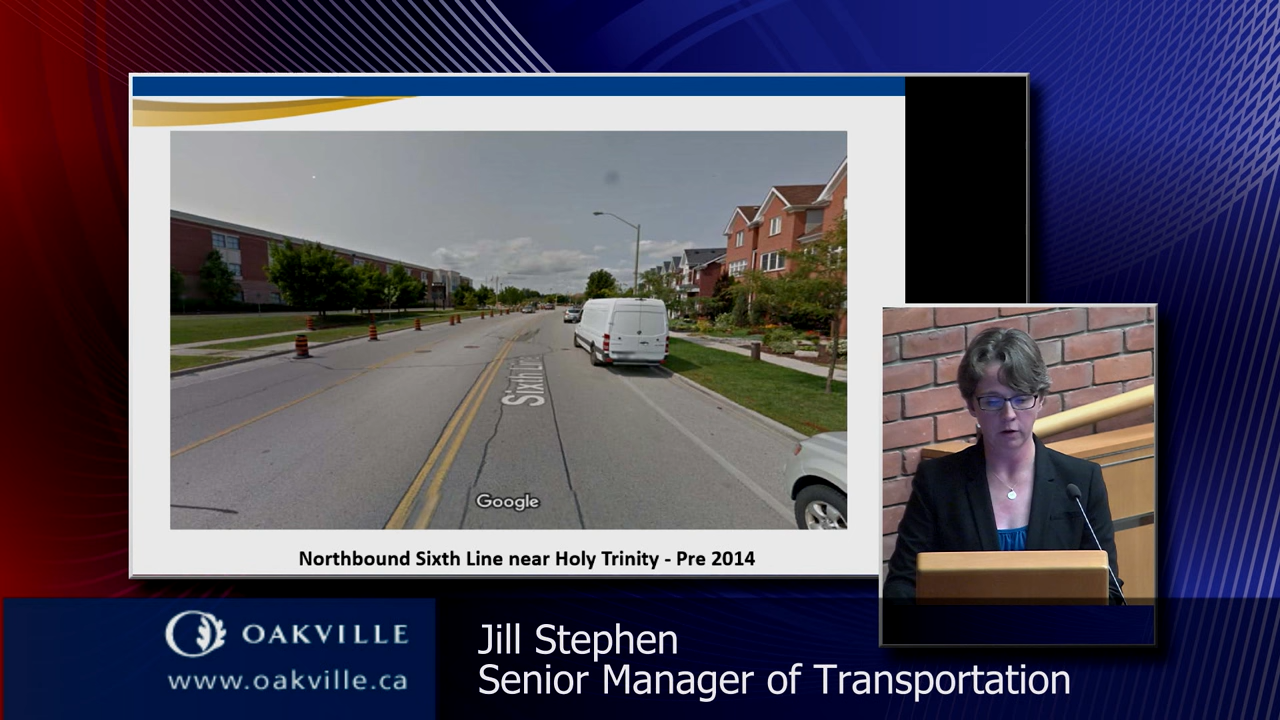 Sixth Line
Google
Northbound Sixth Line near Holy Trinity - Pre 2014
OAKVILLE
www.oakville.ca
Jill Stephen
Senior Manager of Transportation